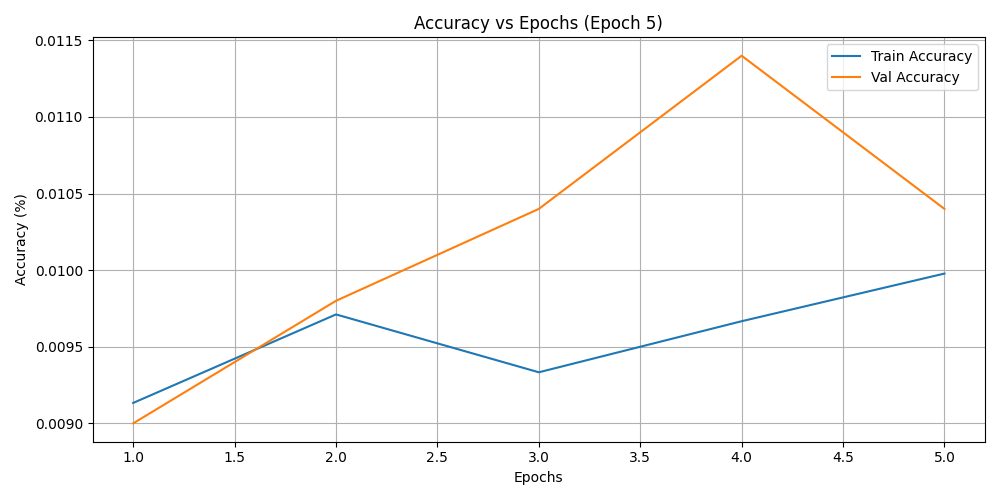 Accuracy vs Epochs (Epoch 5)
Train Accuracy
Val Accuracy
Accuracy (%)
0.0115
0.0110
0.0105
0.0100
0.0095
0.0090
1.0 1.5 2.0 2.5 3.0 3.5 4.0 4.5 5.0
Epochs